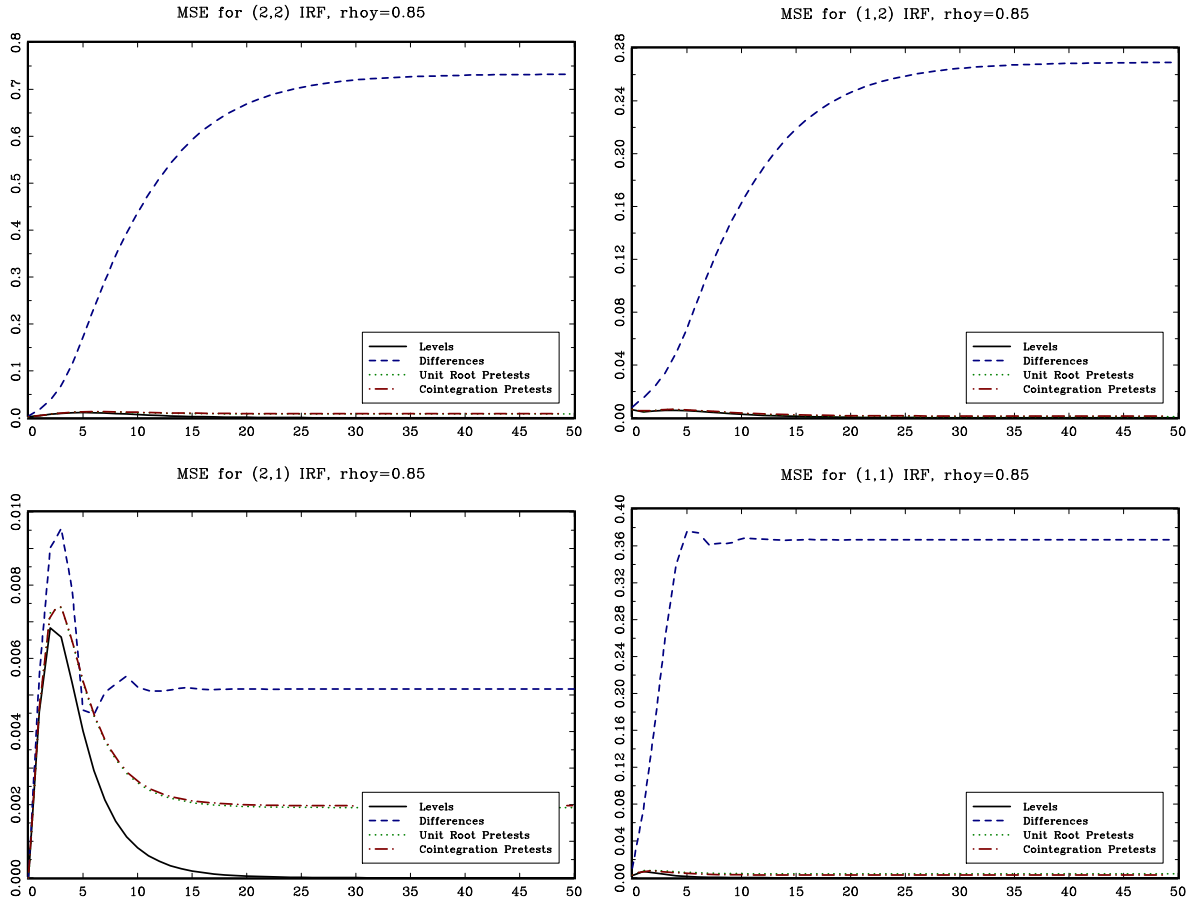 MSE for (2,2) IRF, rhoy=0.85
0.8
0.7
0.6
0.5
0.4
0.3
0.2
0.1
0.0
Levels
Differences
Unit Root Pretests
Cointegration Pretests
0 5 10 15 20 25 30 35 40 45 50
MSE for (1,2) IRF, rhoy=0.85
0.28
0.24
0.20
0.16
0.12
0.08
0.04
0.00
Levels
Differences
Unit Root Pretests
Cointegration Pretests
0 5 10 15 20 25 30 35 40 45 50
MSE for (2,1) IRF, rhoy=0.85
0.010
0.008
0.006
0.004
0.002
0.000
Levels
Differences
Unit Root Pretests
Cointegration Pretests
0 5 10 15 20 25 30 35 40 45 50
MSE for (1,1) IRF, rhoy=0.85
0.40
0.36
0.32
0.28
0.24
0.20
0.16
0.12
0.08
0.04
0.00
Levels
Differences
Unit Root Pretests
Cointegration Pretests
0 5 10 15 20 25 30 35 40 45 50